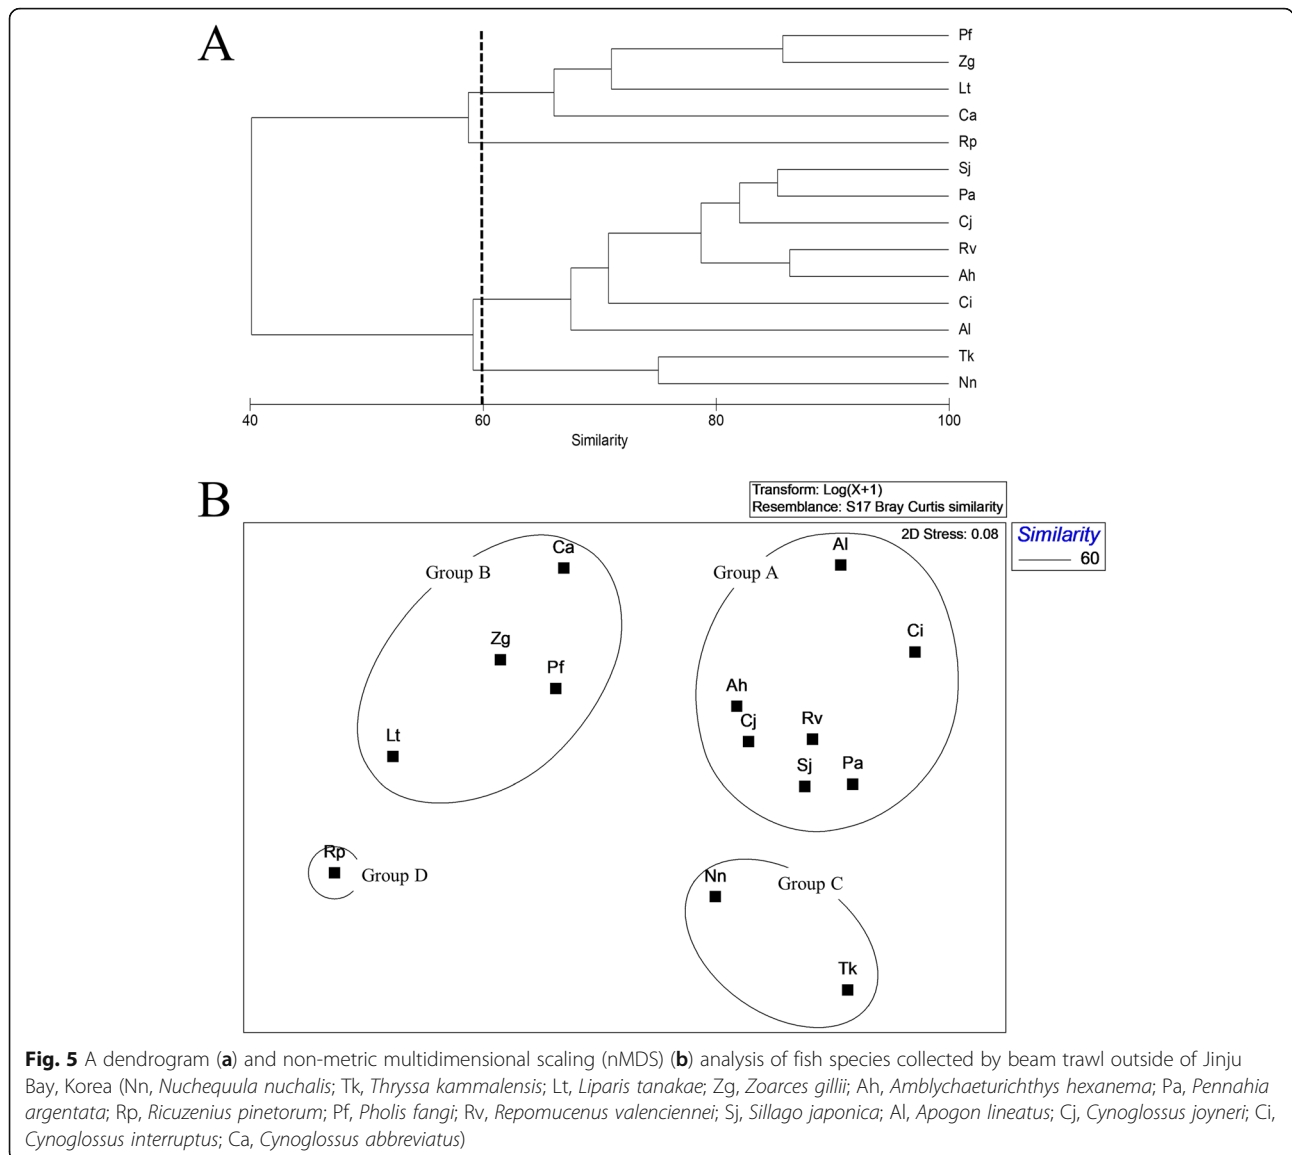 A
Pf
Zg
Lt
Ca
Rp
Sj
Pa
Cj
Rv
Ah
Ci
Al
Tk
Nn
40 60 80 100
Similarity
B
Transform: Log(X+1)
Resemblance: S17 Bray Curtis similarity
2D Stress: 0.08
Similarity
60
Ca
Al
Group B
Group A
Zg
Ci
Pf
Ah
Lt
Cj
Rv
Sj
Pa
Rp
Group D
Nn
Group C
Tk
Fig. 5 A dendrogram (a) and non-metric multidimensional scaling (nMDS) (b) analysis of fish species collected by beam trawl outside of Jinju
Bay, Korea (Nn, Nuchequula nuchalis; Tk, Thryssa kammalensis; Lt, Liparis tanakae; Zg, Zoarces gillii; Ah, Amblychaeturichthys hexanema; Pa, Pennahia
argentata; Rp, Ricuzenius pinetorum; Pf, Pholis fangi; Rv, Repomucenus valenciennei; Sj, Sillago japonica; Al, Apogon lineatus; Cj, Cynoglossus joyneri; Ci,
Cynoglossus interruptus; Ca, Cynoglossus abbreviatus)